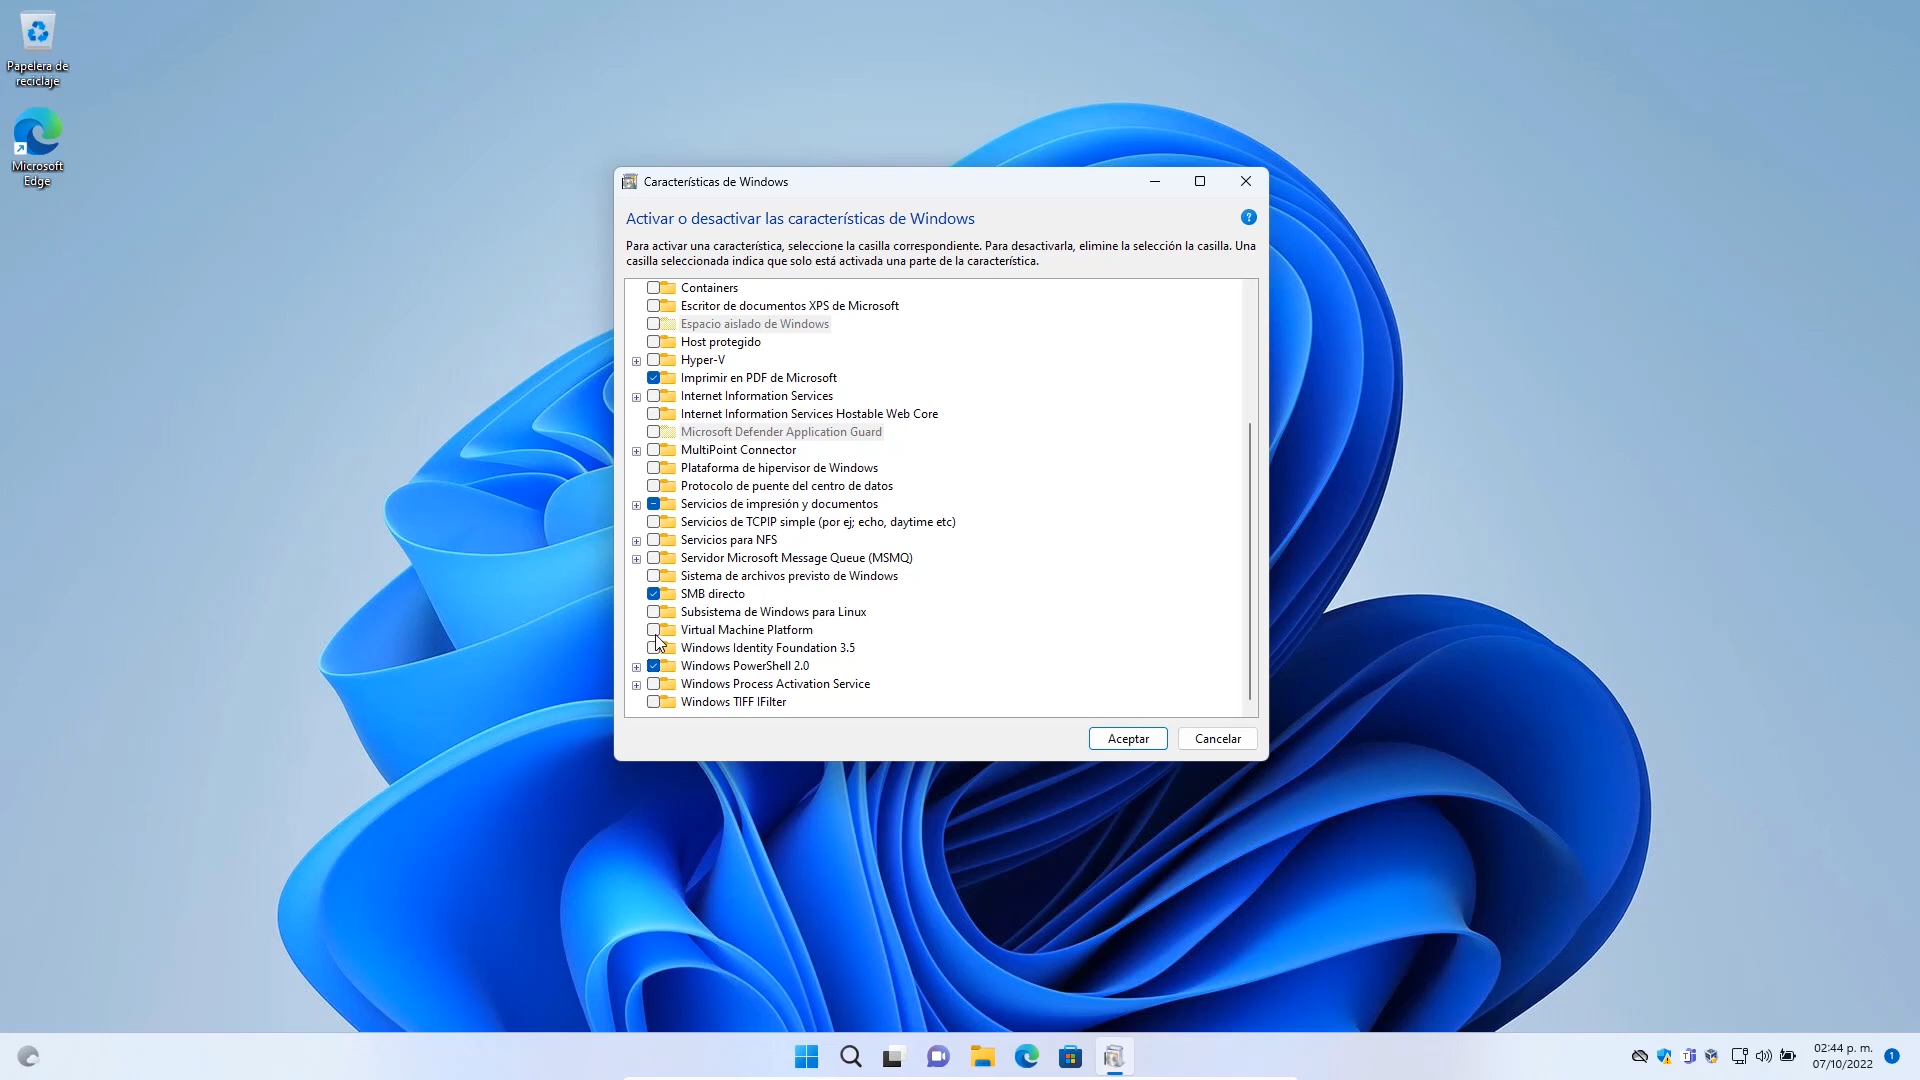 Papelera de
reciclaje
Microsoft
Edge
Características de Windows
Activar o desactivar las características de Windows
?
Para activar una característica, seleccione la casilla correspondiente. Para desactivarla, elimine la selección la casilla. Una
casilla seleccionada indica que solo está activada una parte de la característica.
Containers
Escritor de documentos XPS de Microsoft
Espacio aislado de Windows
Host protegido
Hyper-V
Imprimir en PDF de Microsoft
Internet Information Services
Internet Information Services Hostable Web Core
Microsoft Defender Application Guard
MultiPoint Connector
Plataforma de hipervisor de Windows
Protocolo de puente del centro de datos
Servicios de impresión y documentos
Servicios de TCPIP simple (por ej; echo, daytime etc)
Servicios para NFS
Servidor Microsoft Message Queue (MSMQ)
Sistema de archivos previsto de Windows
SMB directo
Subsistema de Windows para Linux
Virtual Machine Platform
Windows Identity Foundation 3.5
Windows PowerShell 2.0
Windows Process Activation Service
Windows TIFF IFilter
Aceptar
Cancelar
02:44 p. m.
07/10/2022
1